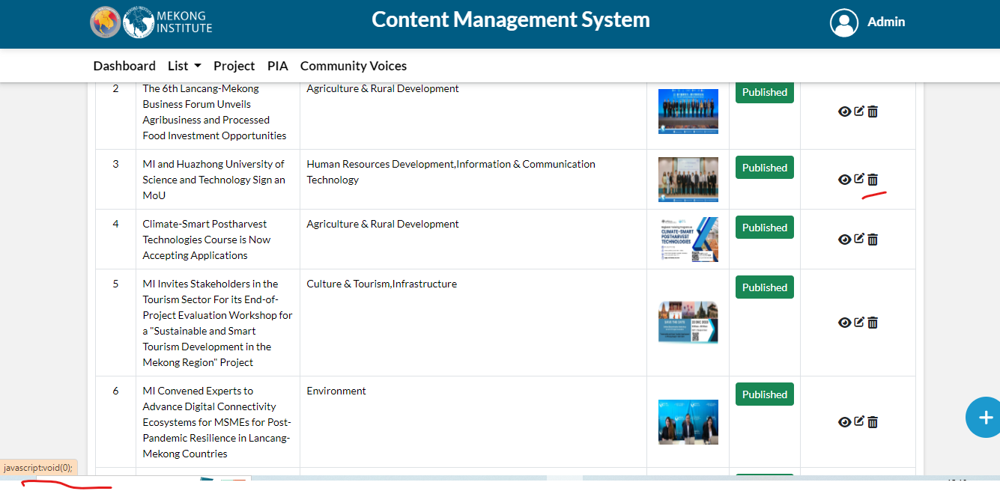 MEKONG
INSTITUTE
Content Management System
Admin
Dashboard List Project PIA Community Voices
2
The 6th Lancang-Mekong
Business Forum Unveils
Agribusiness and Processed
Food Investment Opportunities
Agriculture & Rural Development
Published
3
MI and Huazhong University of
Science and Technology Sign an
MoU
Human Resources Development,Information & Communication
Technology
Published
4
Climate-Smart Postharvest
Technologies Course is Now
Accepting Applications
Agriculture & Rural Development
CLIMATE-SMART
POSTHARVEST
TECHNOLOGIES
Published
5
MI Invites Stakeholders in the
Tourism Sector For its End-of-
Project Evaluation Workshop for
a "Sustainable and Smart
Tourism Development in the
Mekong Region" Project
Culture & Tourism,Infrastructure
SAVE THE DATE
Published
6
MI Convened Experts to
Advance Digital Connectivity
Ecosystems for MSMEs for Post-
Pandemic Resilience in Lancang-
Mekong Countries
Environment
Published
+
javascript:void(0);